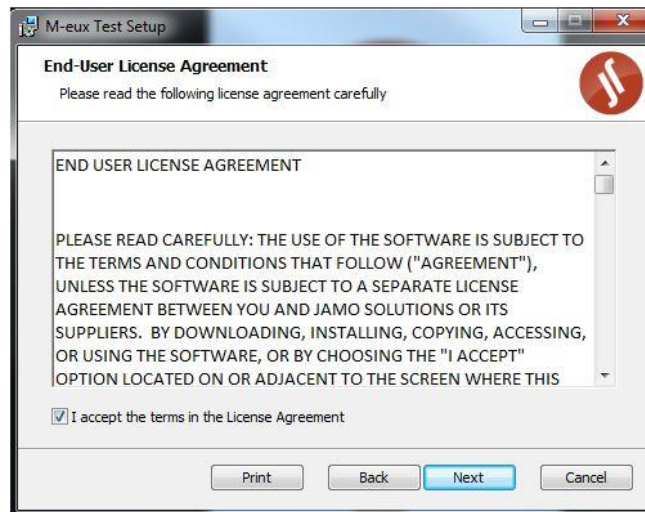 M-eux Test Setup
End-User License Agreement
Please read the following license agreement carefully
END USER LICENSE AGREEMENT
PLEASE READ CAREFULLY: THE USE OF THE SOFTWARE IS SUBJECT TO
THE TERMS AND CONDITIONS THAT FOLLOW ("AGREEMENT"),
UNLESS THE SOFTWARE IS SUBJECT TO A SEPARATE LICENSE
AGREEMENT BETWEEN YOU AND JAMO SOLUTIONS OR ITS
SUPPLIERS.  BY DOWNLOADING, INSTALLING, COPYING, ACCESSING,
OR USING THE SOFTWARE, OR BY CHOOSING THE "I ACCEPT"
OPTION LOCATED ON OR ADJACENT TO THE SCREEN WHERE THIS
I accept the terms in the License Agreement
Print Back Next Cancel